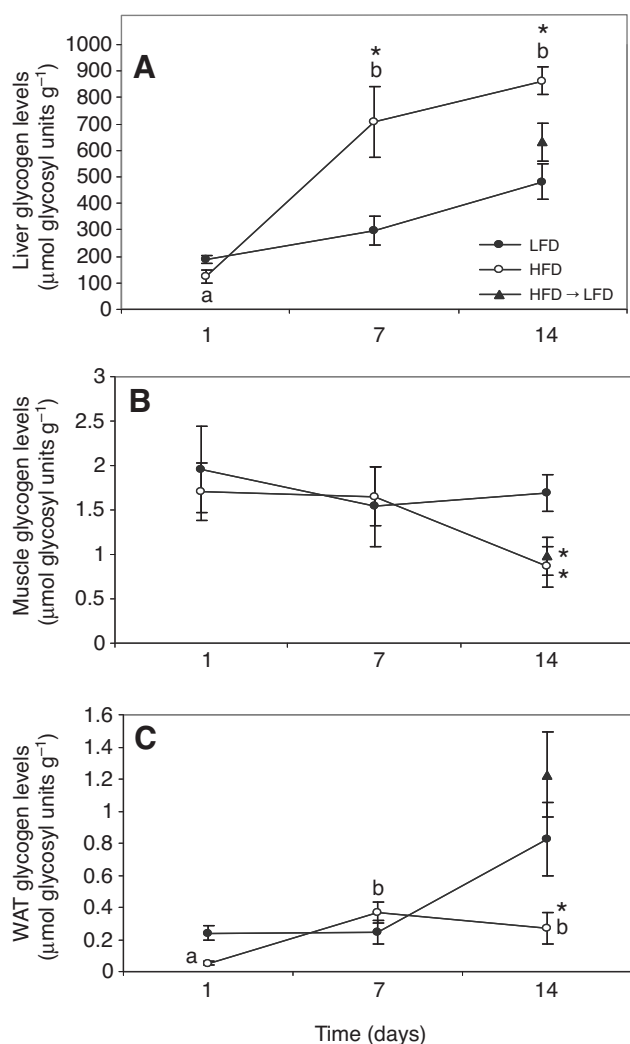 Liver glycogen levels
(μmol glycosyl units g⁻¹)
1000
900
800
700
600
500
400
300
200
100
0
A
*
b
*
b
a
LFD
HFD
HFD → LFD
1
7
14
Muscle glycogen levels
(μmol glycosyl units g⁻¹)
3
2.5
2
1.5
1
0.5
0
B
*
*
1
7
14
WAT glycogen levels
(μmol glycosyl units g⁻¹)
1.6
1.4
1.2
1
0.8
0.6
0.4
0.2
0
C
a
b
*
b
1
7
14
Time (days)